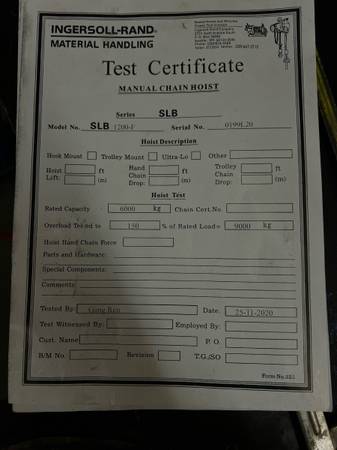 INGERSOLL-RAND®
MATERIAL HANDLING
Test Certificate
MANUAL CHAIN HOIST
Series SLB
Model No. SLB 1200-F Serial No. 0199L20
Hoist Description
Hook Mount Trolley Mount Ultra-Lo Other
Hoist Lift: ft (m) Hand Chain Drop: ft (m) Trolley Chain Drop: ft (m)
Hoist Test
Rated Capacity 6000 kg Chain Cert.No
Overload Tested to 150 % of Rated Load= 9000 kg
Hoist Hand Chain Force
Parts and Hardware:
Special Components:
Comments:
Tested By: Date: 25-11-2020
Test Witnessed By: Employed By:
Cust. Name: P. O.
B/M No. Revision T.G./SO
Form No.